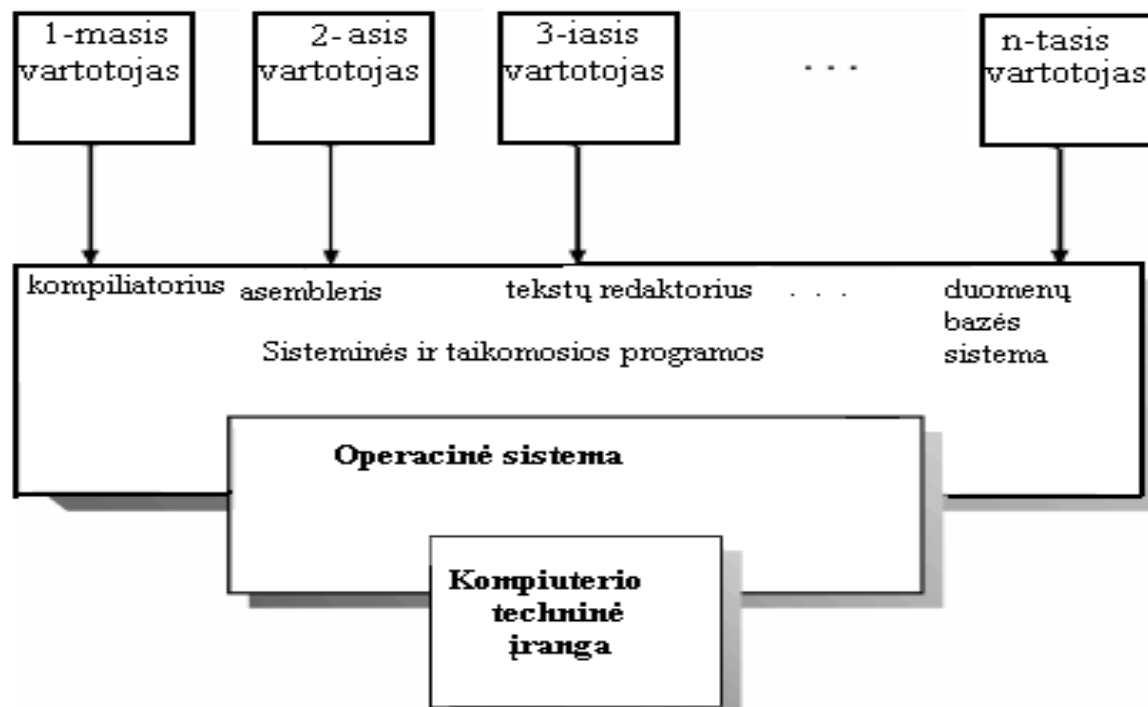 1-masis
vartotojas
2- asis
vartotojas
3-iasis
vartotojas
. . .
n-tasis
vartotojas
kompiliatorius
asembleris
tekstų redaktorius
. . .
duomenų
bazės
sistema
Sisteminės ir taikomosios programos
Operacinė sistema
Kompiuterio
techninė
įranga